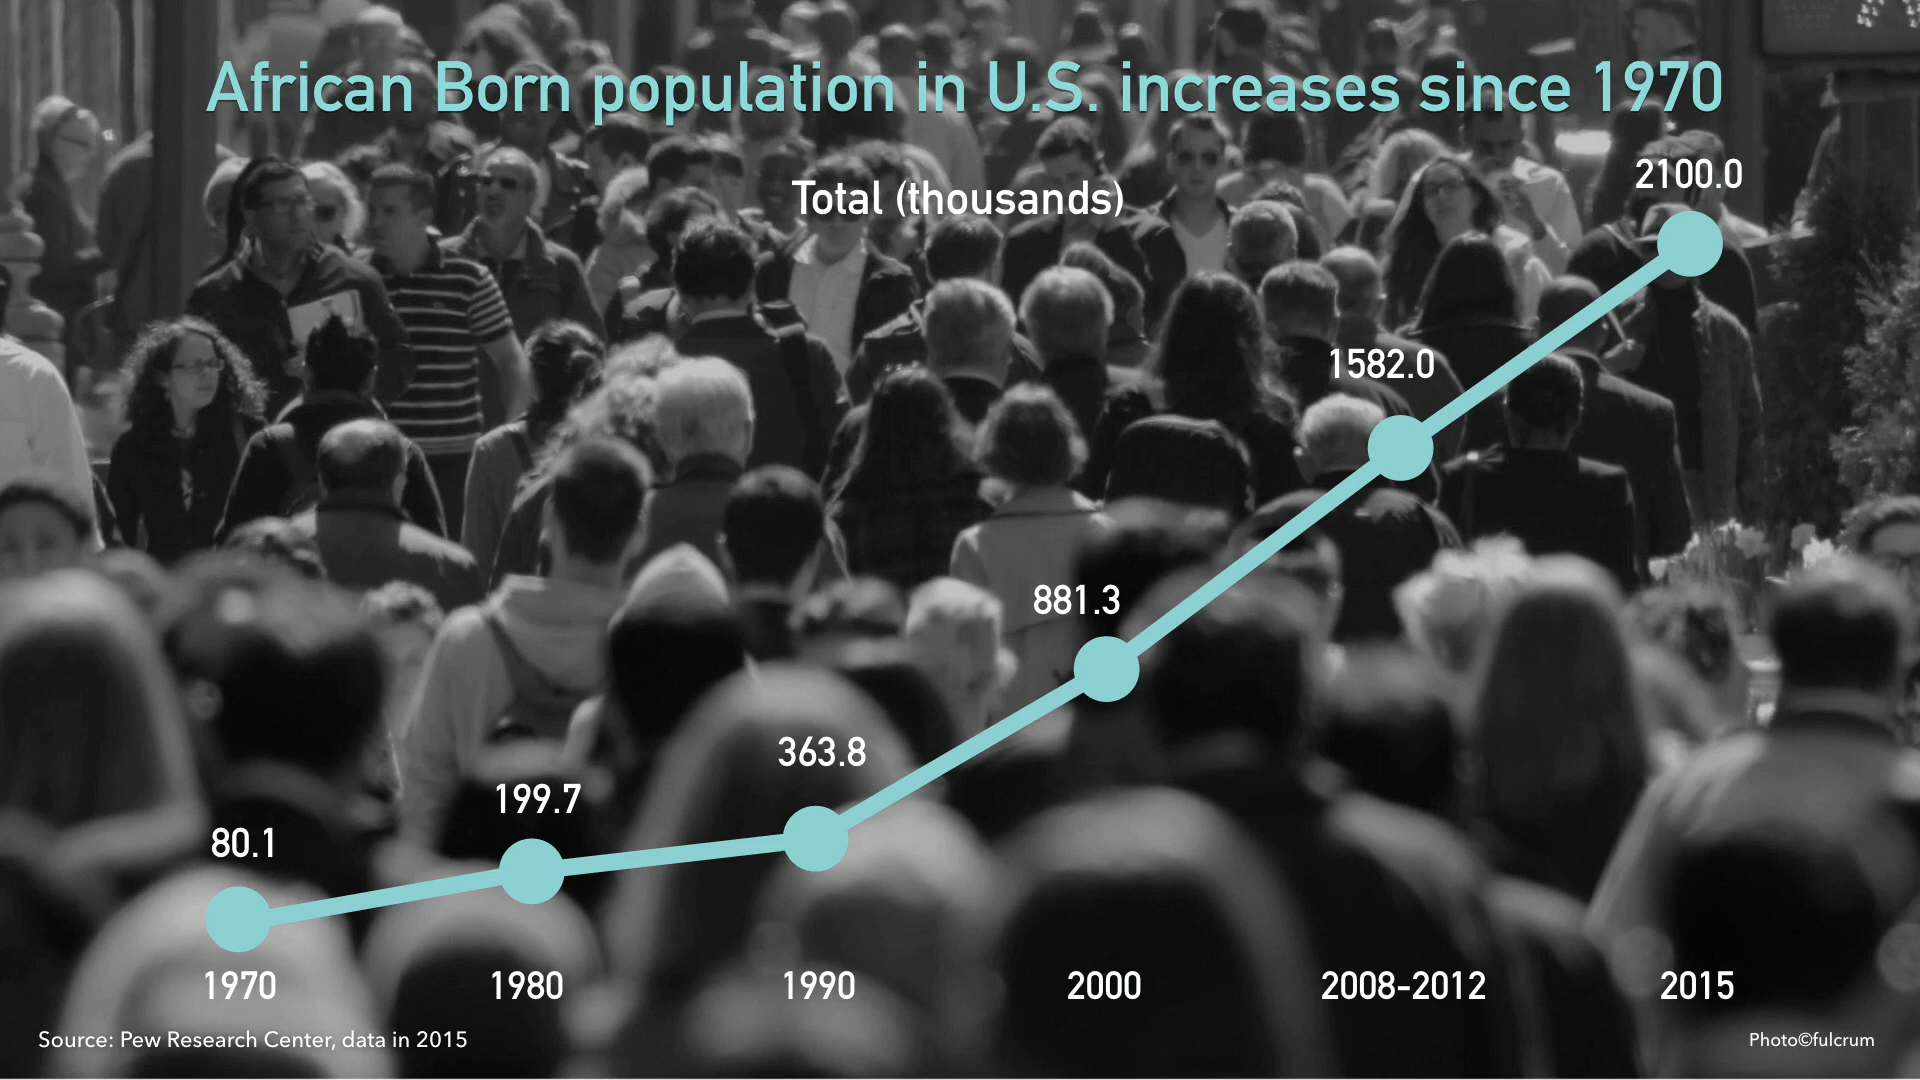 African Born population in U.S. increases since 1970
Total (thousands)
2100.0
1582.0
881.3
363.8
199.7
80.1
1970 1980 1990 2000 2008-2012 2015
Source: Pew Research Center, data in 2015
Photo©fulcrum